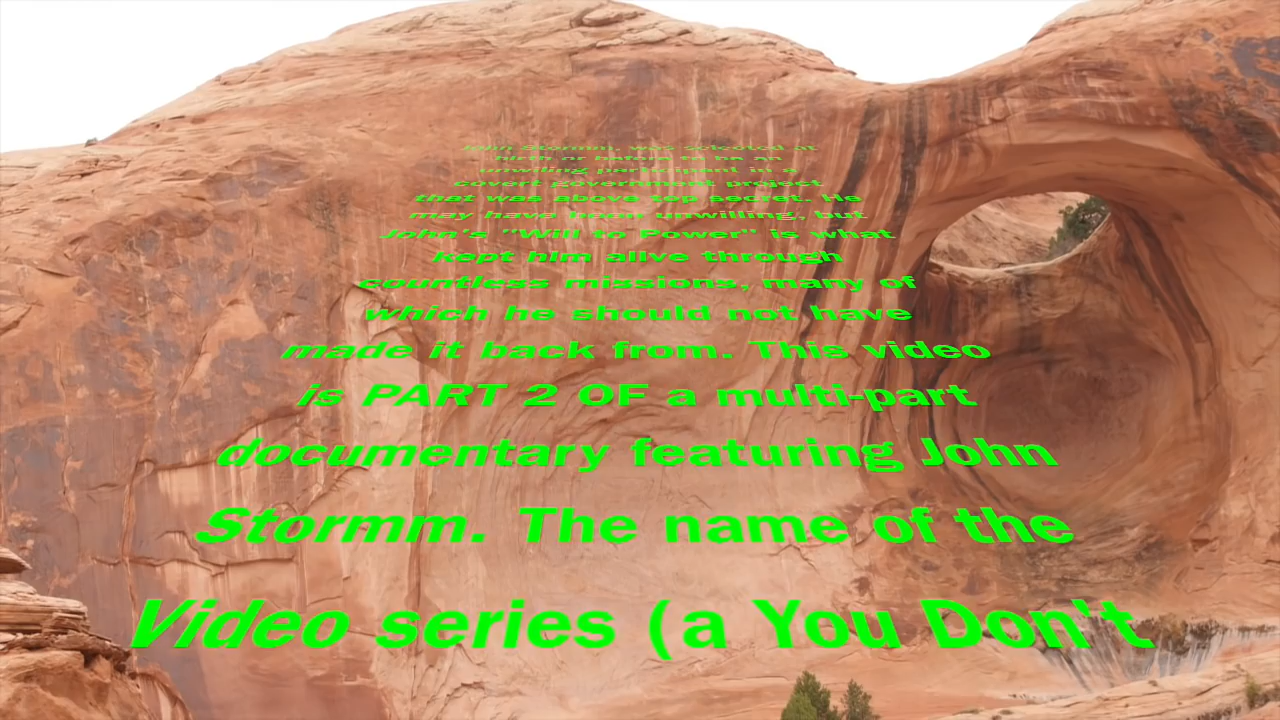 John Stormm, was selected at
birth or before to be an
unwilling participant in a
covert government project
that was above top secret. He
may have been unwilling, but
John's "Will to Power" is what
kept him alive through
countless missions, many of
which he should not have
made it back from. This video
is PART 2 OF a multi-part
documentary featuring John
Stormm. The name of the
Video series (a You Don't